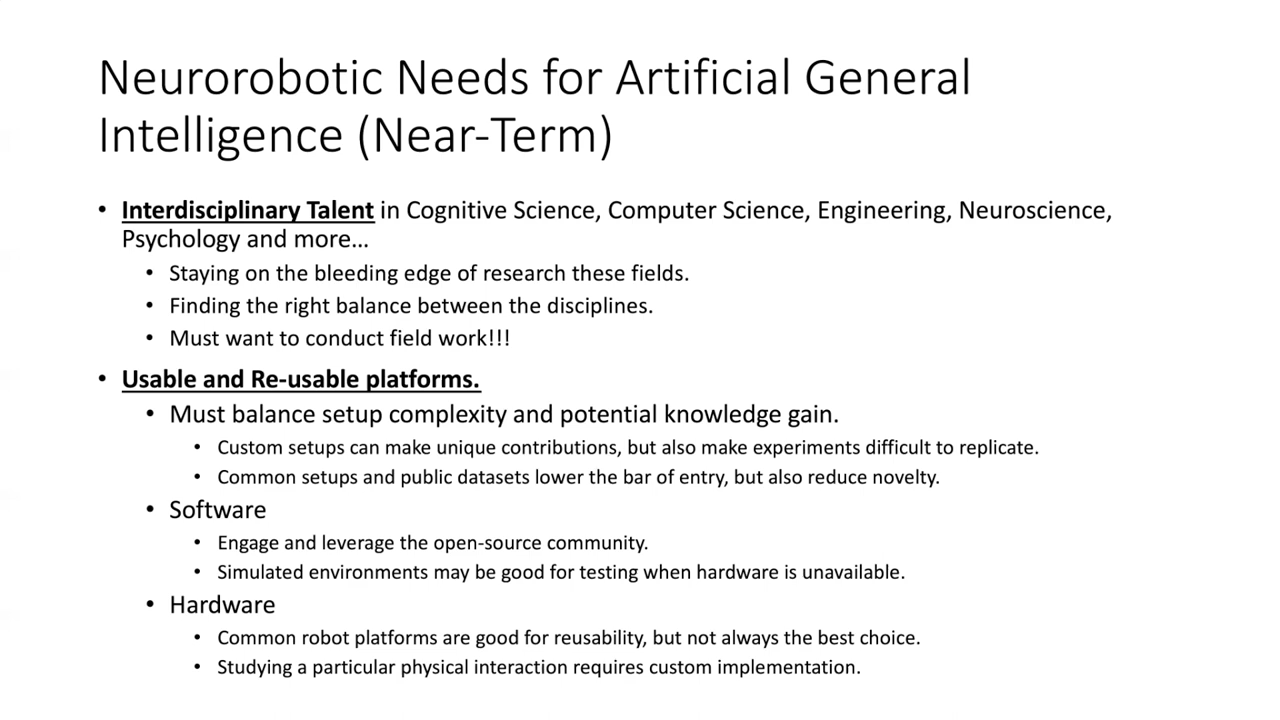 Neurorobotic Needs for Artificial General
Intelligence (Near-Term)
• Interdisciplinary Talent in Cognitive Science, Computer Science, Engineering, Neuroscience,
Psychology and more...
• Staying on the bleeding edge of research these fields.
• Finding the right balance between the disciplines.
• Must want to conduct field work!!!
• Usable and Re-usable platforms.
• Must balance setup complexity and potential knowledge gain.
• Custom setups can make unique contributions, but also make experiments difficult to replicate.
• Common setups and public datasets lower the bar of entry, but also reduce novelty.
• Software
• Engage and leverage the open-source community.
• Simulated environments may be good for testing when hardware is unavailable.
• Hardware
• Common robot platforms are good for reusability, but not always the best choice.
• Studying a particular physical interaction requires custom implementation.